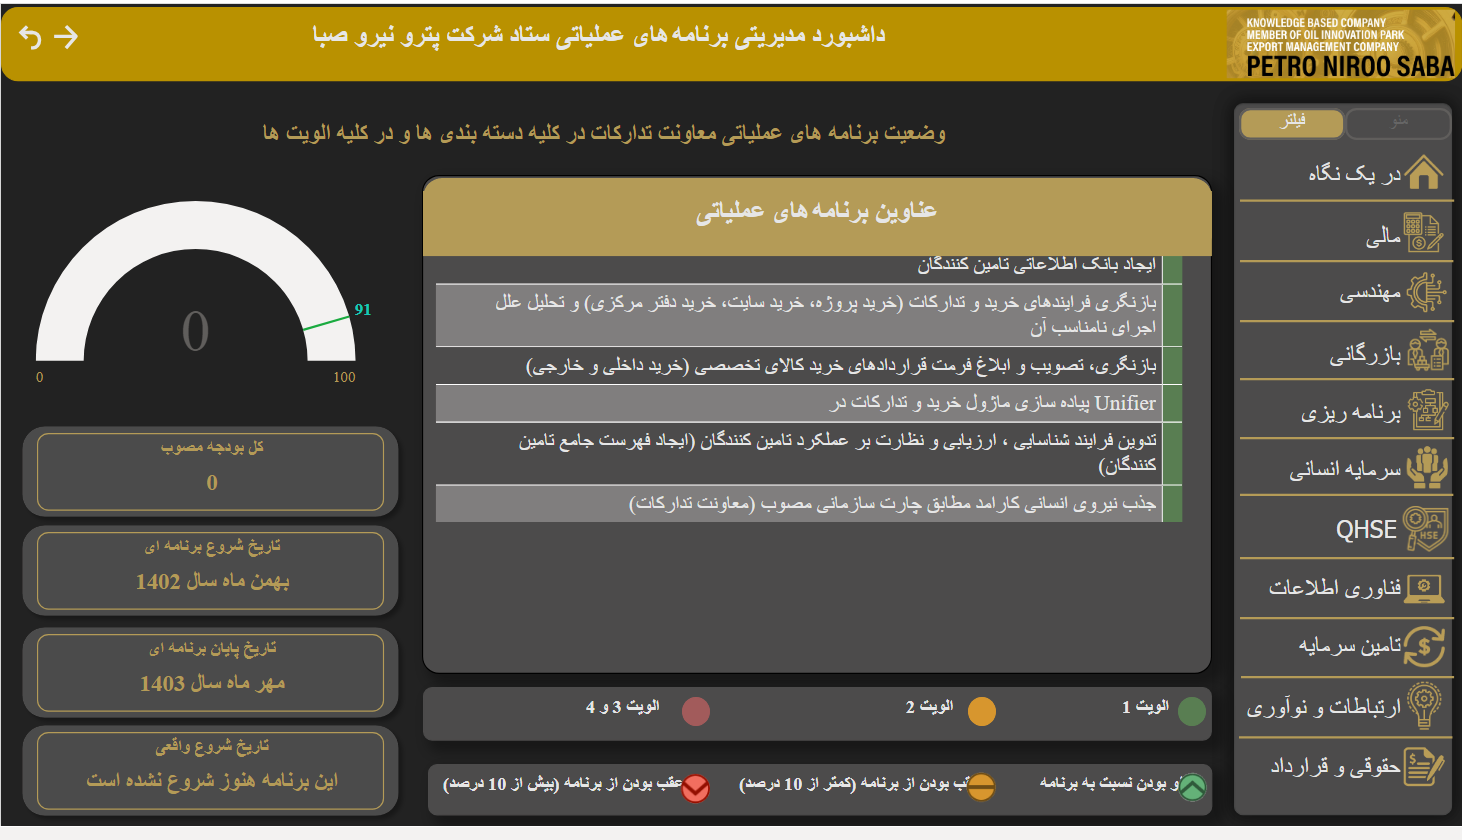 داشبورد مدیریتی برنامه های عملیاتی ستاد شرکت پترو نیرو صبا
KNOWLEDGE BASED COMPANY
MEMBER OF OIL INNOVATION PARK
EXPORT MANAGEMENT COMPANY
PETRO NIROO SABA
منو
فیلتر
در یک نگاه
مالی
مهندسی
بازرگانی
برنامه ریزی
سرمایه انسانی
QHSE
HSE
فناوری اطلاعات
تامین سرمایه
ارتباطات و نوآوری
حقوقی و قرارداد
وضعیت برنامه های عملیاتی معاونت تدارکات در کلیه دسته بندی ها و در کلیه الویت ها
عناوین برنامه های عملیاتی
ایجاد بانک اطلاعاتی تامین کنندگان
بازنگری فرایندهای خرید و تدارکات (خرید پروژه، خرید سایت، خرید دفتر مرکزی) و تحلیل علل
اجرای نامناسب آن
بازنگری، تصویب و ابلاغ فرمت قراردادهای خرید کالای تخصصی (خرید داخلی و خارجی)
Unifier پیاده سازی ماژول خرید و تدارکات در
تدوین فرایند شناسایی ، ارزیابی و نظارت بر عملکرد تامین کنندگان (ایجاد فهرست جامع تامین
کنندگان)
جذب نیروی انسانی کارامد مطابق چارت سازمانی مصوب (معاونت تدارکات)
الویت 1
الویت 2
الویت 3 و 4
و بودن نسبت به برنامه
ب بودن از برنامه (کمتر از 10 درصد)
عقب بودن از برنامه (بیش از 10 درصد)
91
0
0
100
کل بودجه مصوب
0
تاریخ شروع برنامه ای
بهمن ماه سال 1402
تاریخ پایان برنامه ای
مهر ماه سال 1403
تاریخ شروع واقعی
این برنامه هنوز شروع نشده است